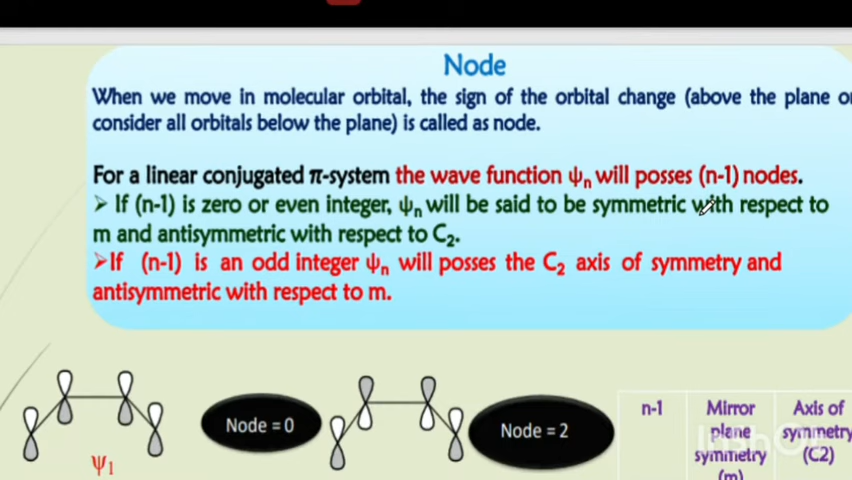 Node
When we move in molecular orbital, the sign of the orbital change (above the plane or
consider all orbitals below the plane) is called as node.
For a linear conjugated π-system the wave function ψn will posses (n-1) nodes.
➢ If (n-1) is zero or even integer, ψn will be said to be symmetric with respect to
m and antisymmetric with respect to C2.
➢If (n-1) is an odd integer ψn will posses the C2 axis of symmetry and
antisymmetric with respect to m.
Node = 0
Node = 2
ψ1
n-1
Mirror
plane
symmetry
(m)
Axis of
symmetry
(C2)
InShOt